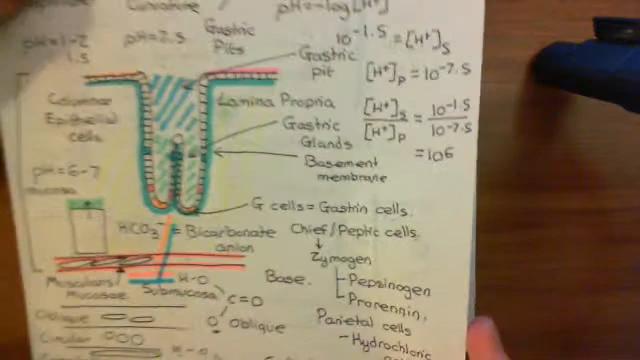 Curvature
pH=-log[H+]
pH=1-2
1.5
pH=2.5
Gastric
Pits
10^-1.5 = [H+]s
Gastric
pit
[H+]p = 10^-7.5
Columnar
Epithelial
cells
Lamina Propria
[H+]s / [H+]p = 10^-1.5 / 10^-7.5
= 10^6
Gastric
Glands
Basement
membrane
pH=6-7
mucosa
G cells = Gastrin cells.
HCO3- = Bicarbonate
anion
Chief/Peptic cells.
Zymogen
Pepsinogen
Prorennin,
Base.
Muscularis
Mucosae
Submucosa
H-O
C=O
O
Oblique
Oblique
Parietal cells
- Hydrochloric
Circular
H-O